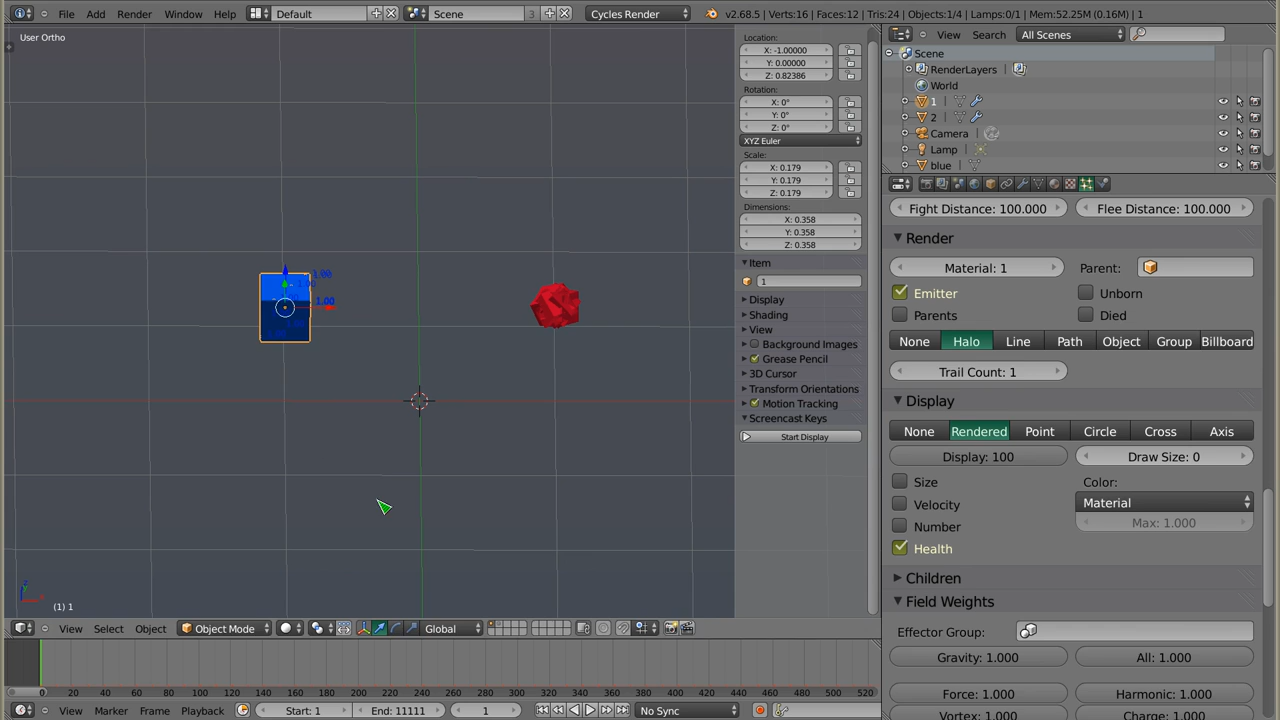 File Add Render Window Help Default Scene 3 Cycles Render v2.68.5 | Verts:16 | Faces:12 | Tris:24 | Objects:1/4 | Lamps:0/1 | Mem:52.25M (0.16M) | 1
User Ortho
Location:
X: -1.00000
Y: 0.00000
Z: 0.82386
Rotation:
X: 0°
Y: 0°
Z: 0°
XYZ Euler
Scale:
X: 0.179
Y: 0.179
Z: 0.179
Dimensions:
X: 0.358
Y: 0.358
Z: 0.358
Item
1
Display
Shading
View
Background Images
Grease Pencil
3D Cursor
Transform Orientations
Motion Tracking
Screencast Keys
Start Display
1.00
1.00
1.00
(1) 1
View Select Object Object Mode Global
0 20 40 60 80 100 120 140 160 180 200 220 240 260 280 300 320 340 360 380 400 420 440 460 480 500 520
View Marker Frame Playback Start: 1 End: 11111 1 No Sync
View Search All Scenes
Scene
RenderLayers |
World
1
2
Camera
Lamp
blue
Fight Distance: 100.000 Flee Distance: 100.000
Render
Material: 1 Parent:
Emitter Unborn
Parents Died
None Halo Line Path Object Group Billboard
Trail Count: 1
Display
None Rendered Point Circle Cross Axis
Display: 100 Draw Size: 0
Size Color:
Velocity Material
Number Max: 1.000
Health
Children
Field Weights
Effector Group:
Gravity: 1.000 All: 1.000
Force: 1.000 Harmonic: 1.000
Vortex: 1.000